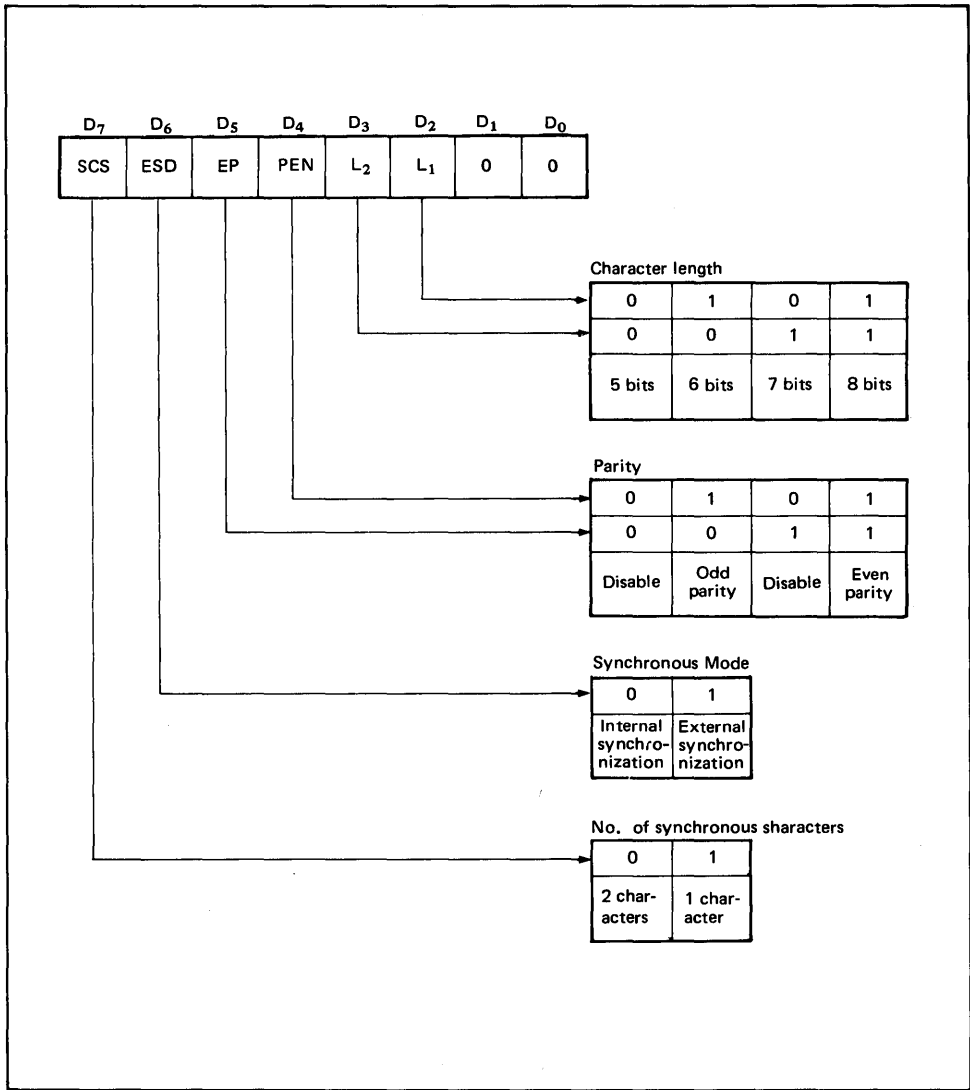 D7 D6 D5 D4 D3 D2 D1 D0
SCS ESD EP PEN L2 L1 0 0
Character length
0 1 0 1
0 0 1 1
5 bits 6 bits 7 bits 8 bits
Parity
0 1 0 1
0 0 1 1
Disable Odd parity Disable Even parity
Synchronous Mode
0 1
Internal External
synchro- synchro-
nization nization
No. of synchronous sharacters
0 1
2 char- 1 char-
acters acter